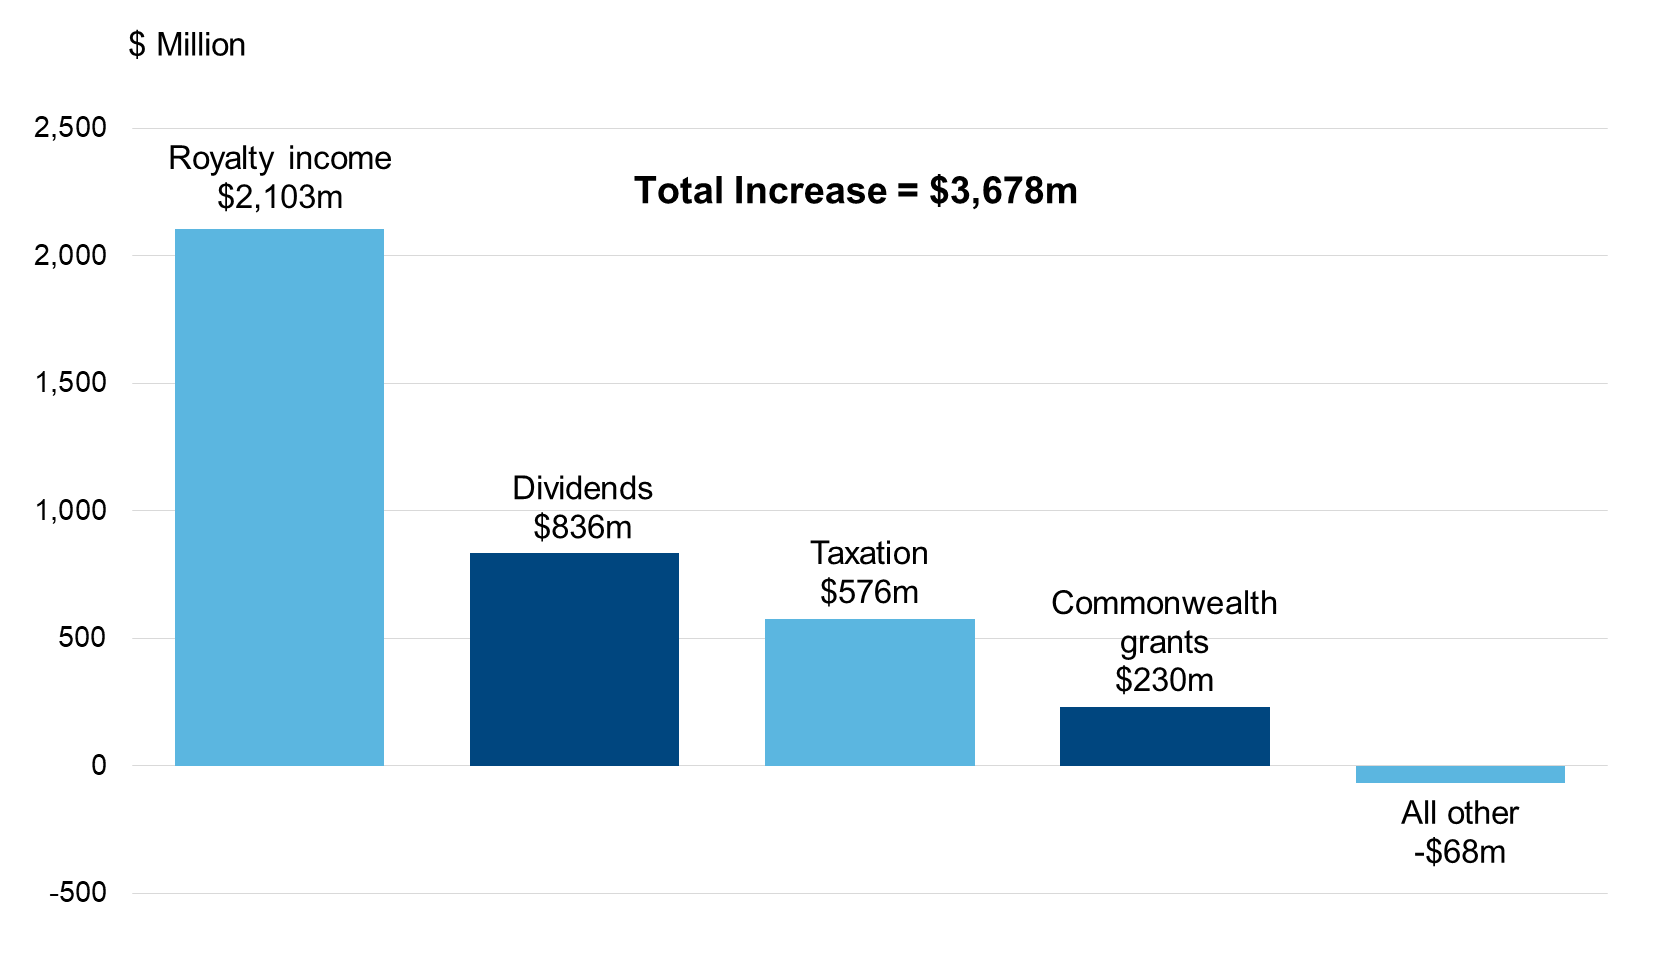 $ Million
2,500
Royalty income
$2,103m
Total Increase = $3,678m
2,000
1,500
1,000
Dividends
$836m
Taxation
$576m
Commonwealth
grants
$230m
500
0
All other
-$68m
-500